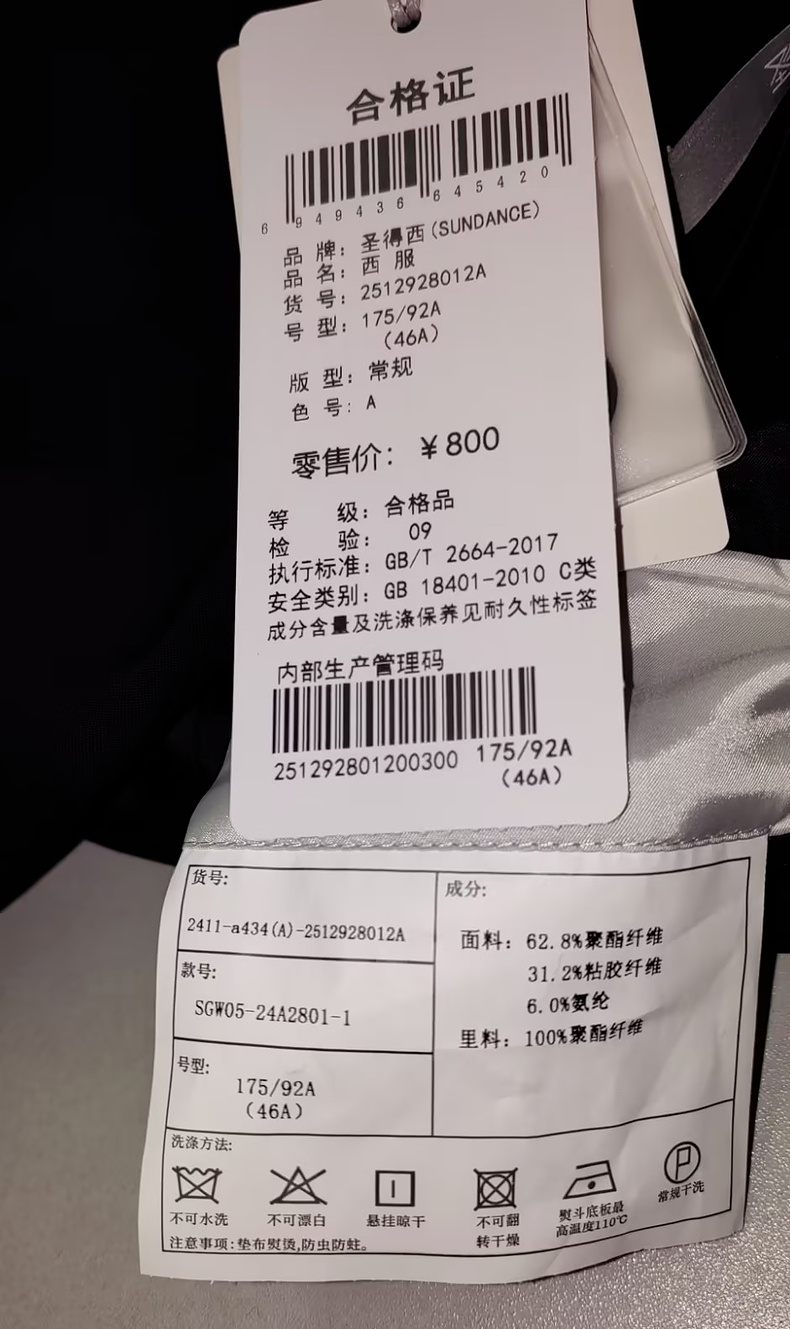 合格证
6 949436 645420
品 牌：圣得西(SUNDANCE)
品 名：西 服
货 号：2512928012A
号 型：175/92A
(46A)
版 型：常规
色 号：A
零售价：￥800
等 级：合格品
检 验：09
执行标准：GB/T 2664-2017
安全类别：GB 18401-2010 C类
成分含量及洗涤保养见耐久性标签
内部生产管理码
251292801200300 175/92A
(46A)
货号:
2411-a434(A)-2512928012A
款号:
SGW05-24A2801-1
号型:
175/92A
(46A)
成分:
面料：62.8%聚酯纤维
31.2%粘胶纤维
6.0%氨纶
里料：100%聚酯纤维
洗涤方法:
P
不可水洗
不可漂白
悬挂晾干
不可翻
转干燥
熨斗底板最
高温度110℃
常规干洗
注意事项:垫布熨烫,防虫防蛀。